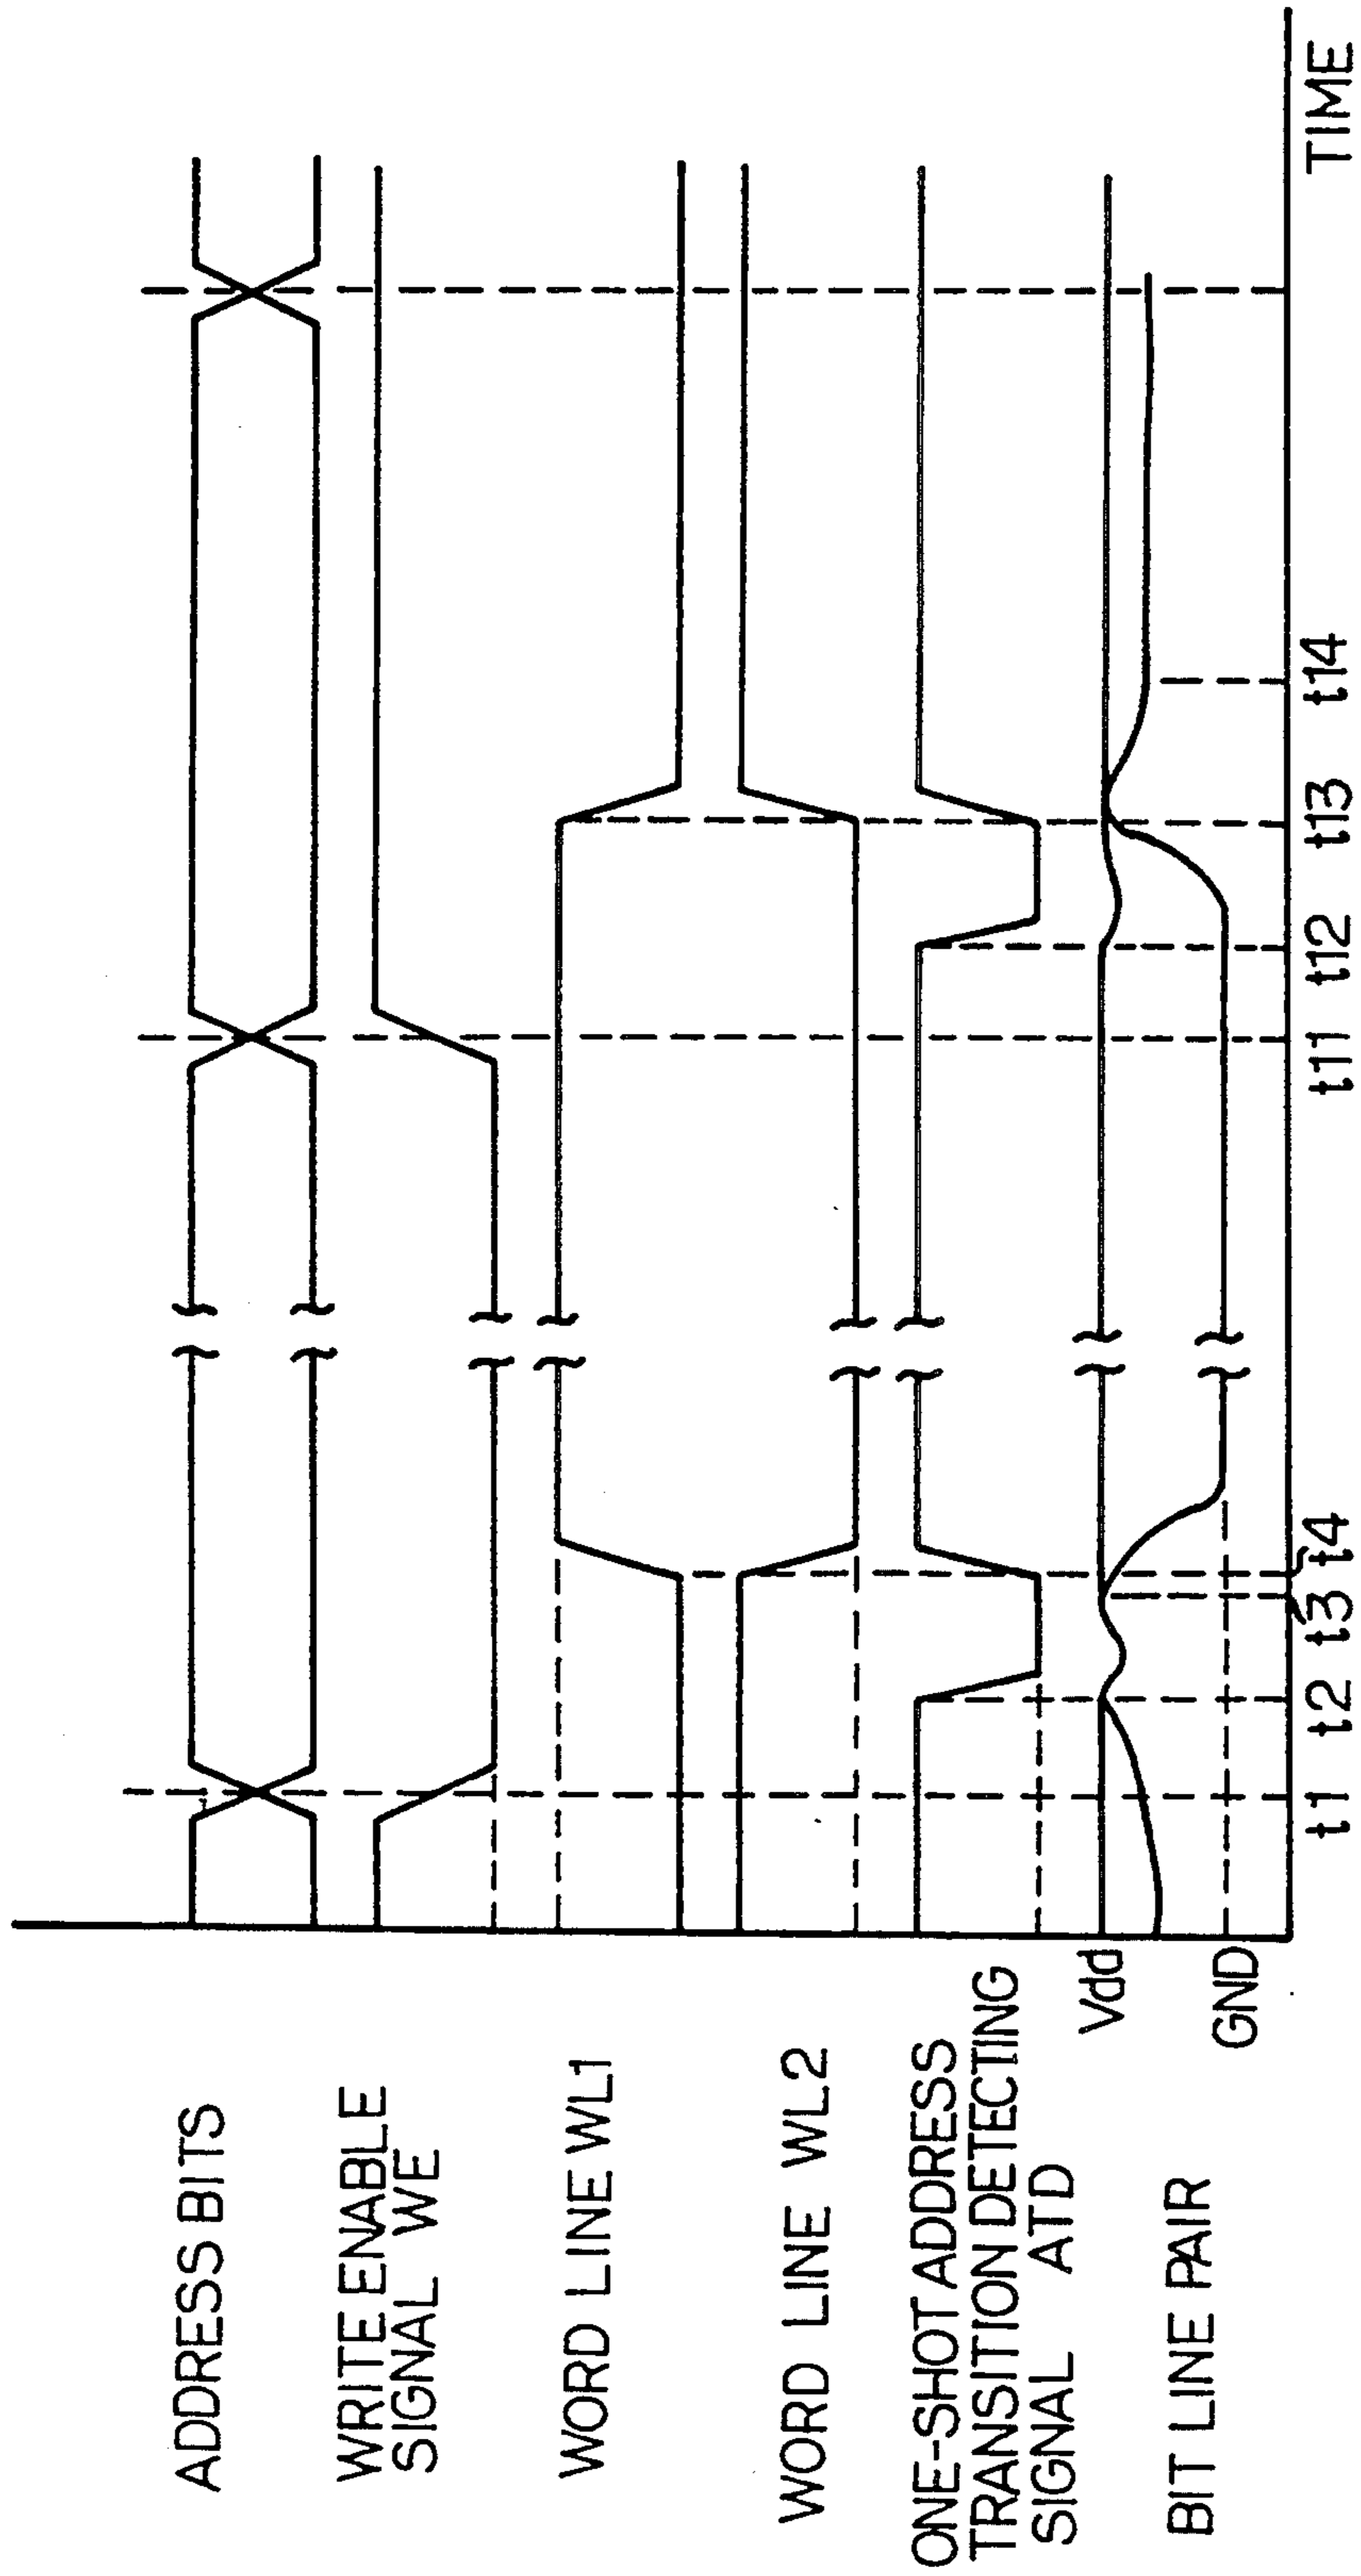 ADDRESS BITS
WRITE ENABLE
SIGNAL WE
WORD LINE WL1
WORD LINE WL2
ONE-SHOT ADDRESS
TRANSITION DETECTING
SIGNAL ATD
Vdd
BIT LINE PAIR
GND
t1 t2 t3 t4 t11 t12 t13 t14 TIME